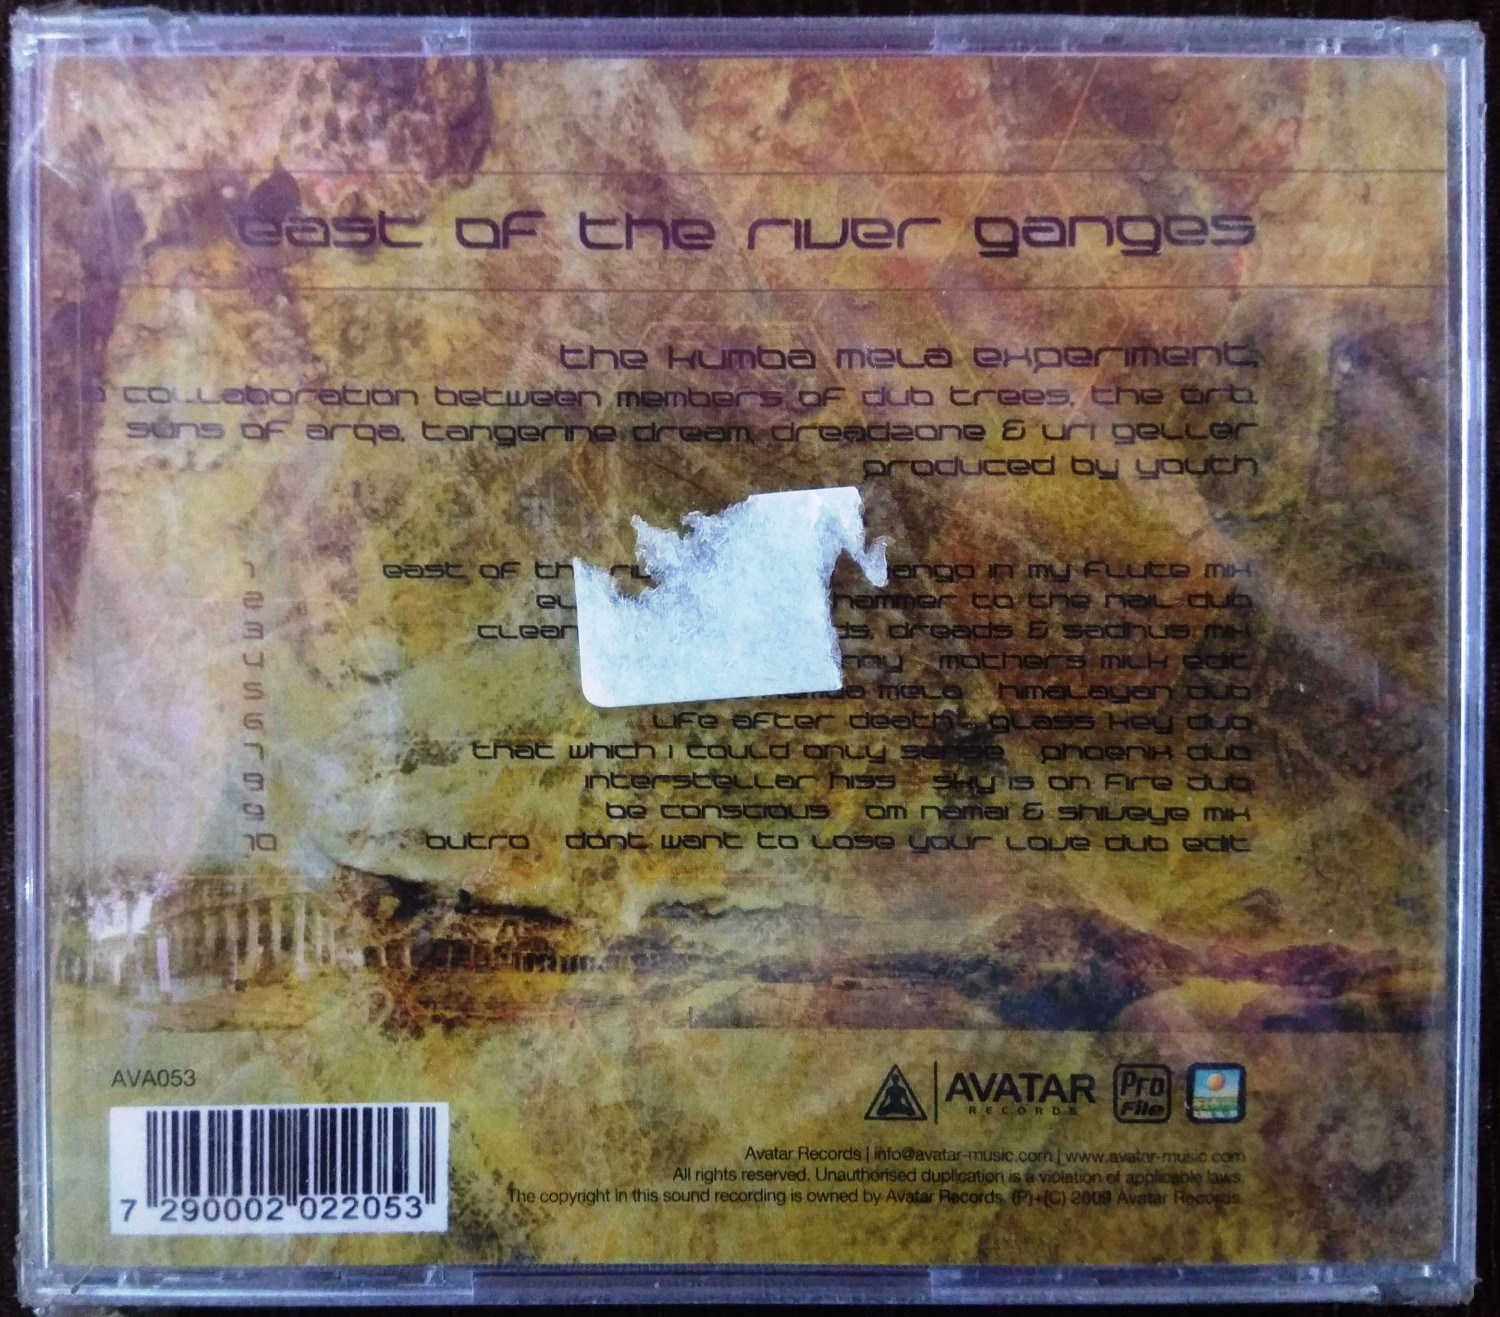 east of the river ganges
the kumba mela experiment,
a collaboration between members of dub trees, the orb,
suns of arqa, tangerine dream, dreadzone & uri geller
produced by youth
1 east of in my flute mix
2 hammer to the nail dub
3 dreads & sadhus mix
4 mothers milk edit
5 mela himalayan dub
6 life after death glass key dub
7 that which i could only sense phoenix dub
8 interstellar hiss sky is on fire dub
9 be conscious om namai & shiveye mix
10 outro dont want to lose your love dub edit
AVA053
AVATAR
RECORDS
Pro
File
7 290002 022053
Avatar Records | info@avatar-music.com | www.avatar-music.com
All rights reserved. Unauthorised duplication is a violation of applicable laws.
The copyright in this sound recording is owned by Avatar Records. (P)+(C) 2009 Avatar Records.